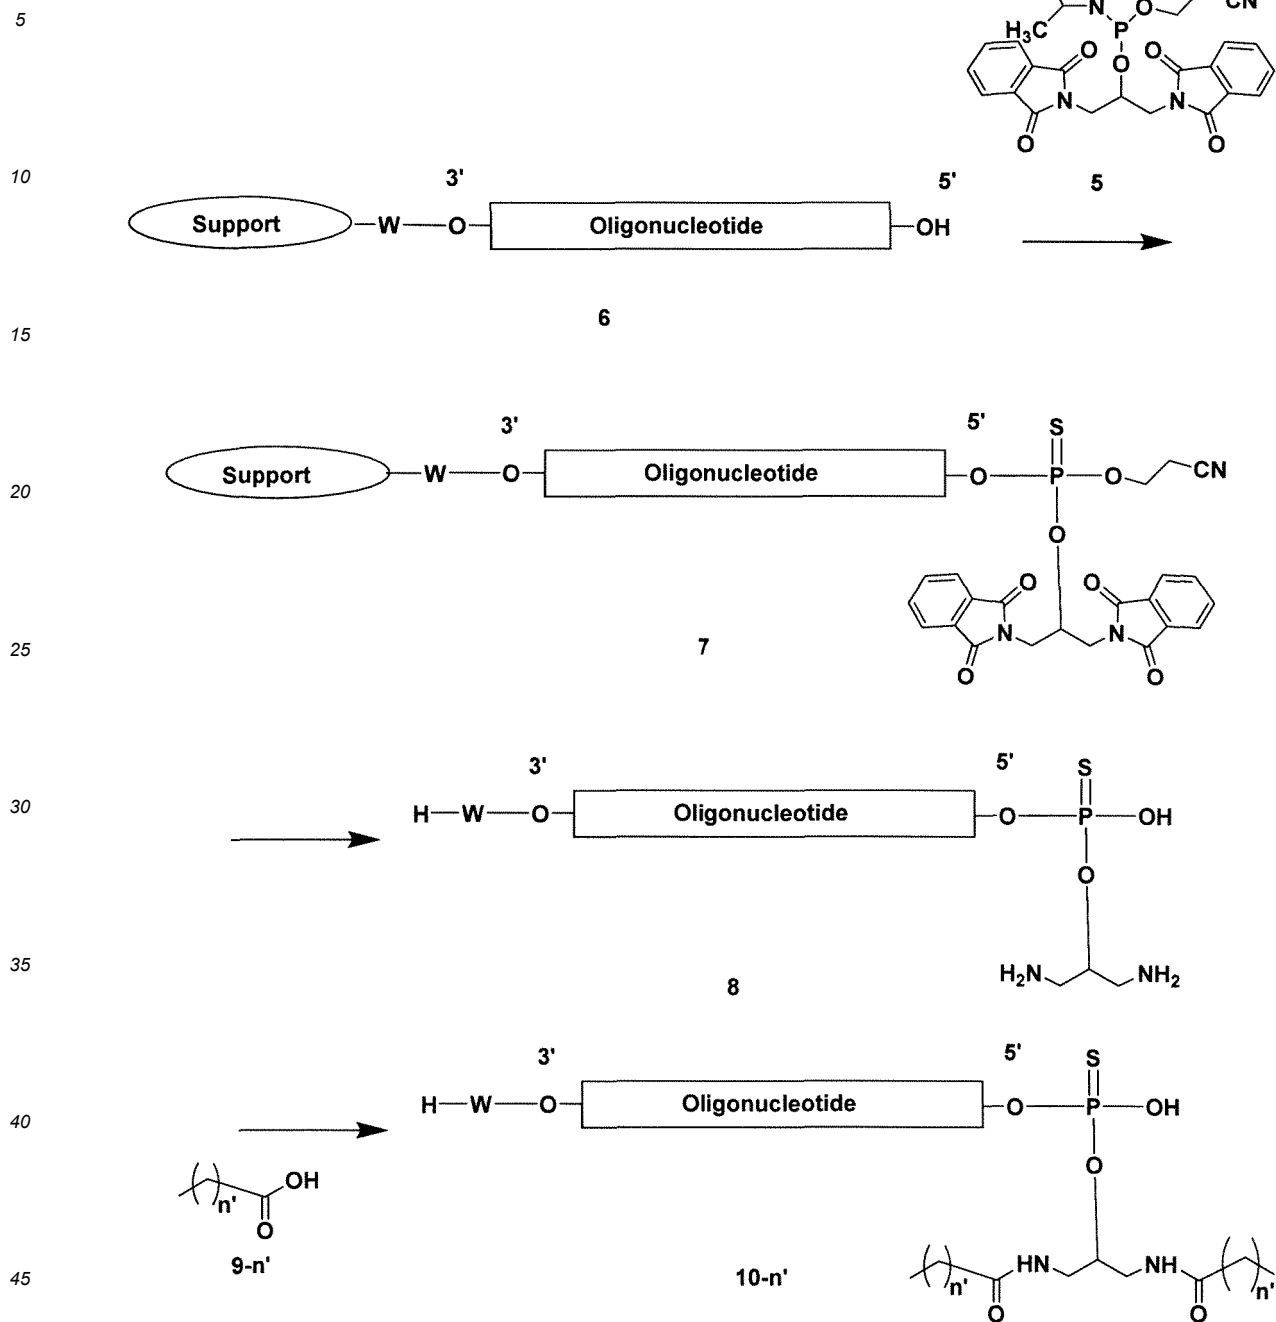 5
N O CN
H₃C P
O O O
N N
O O
10 3' 5' 5
Support W O Oligonucleotide OH
6
15
3' 5' S
Support W O Oligonucleotide O P O CN
20
O
O O
N N
25 7
O O
3' 5' S
30 H W O Oligonucleotide O P OH
O
35 H₂N NH₂
8
3' 5' S
H W O Oligonucleotide O P OH
40
O
( )n' OH
O
9-n'
( )n' HN NH ( )n'
45 10-n'
O O